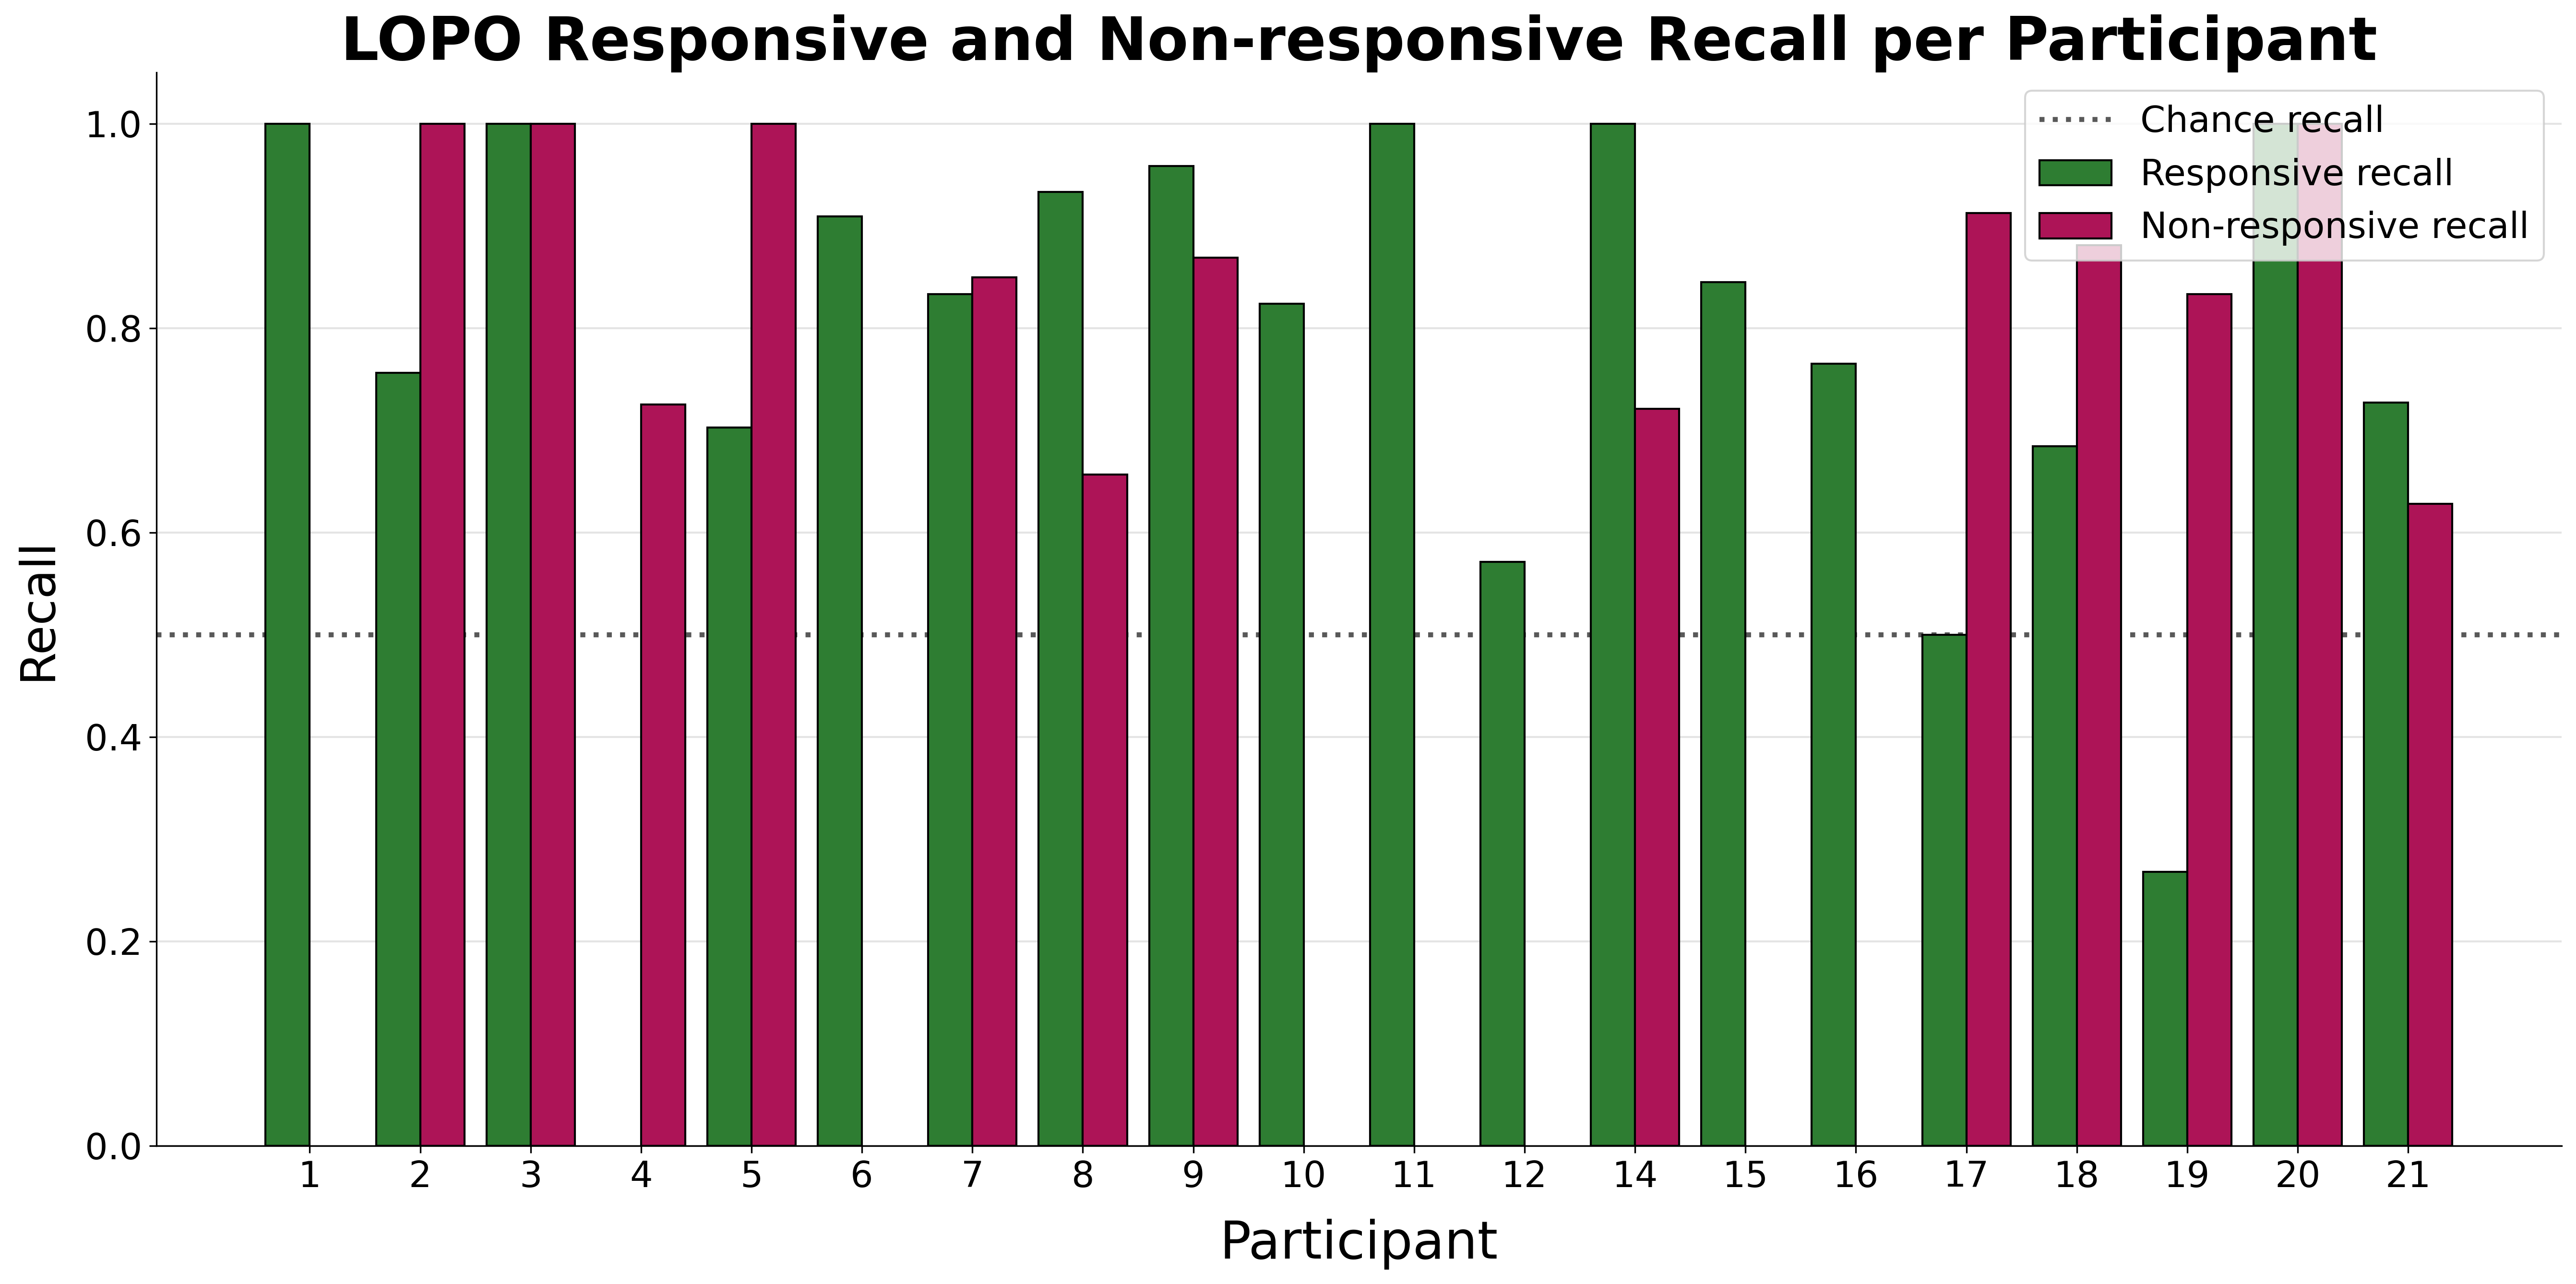 LOPO Responsive and Non-responsive Recall per Participant
Chance recall
Responsive recall
Non-responsive recall
1.0
0.8
0.6
0.4
0.2
0.0
Recall
1 2 3 4 5 6 7 8 9 10 11 12 14 15 16 17 18 19 20 21
Participant